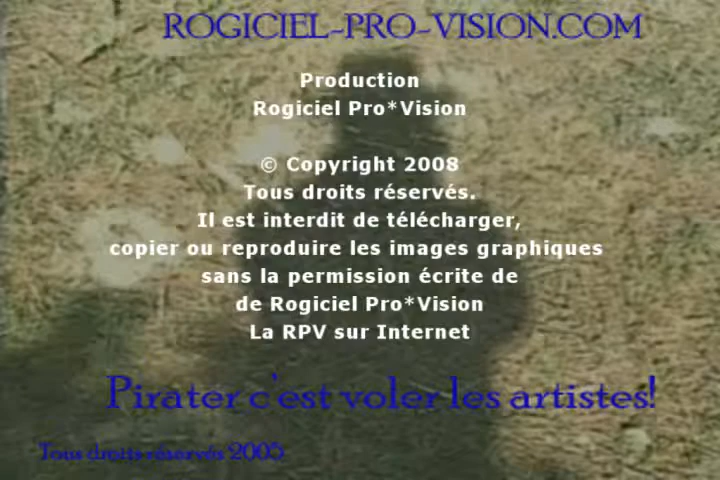 ROGICIEL-PRO-VISION.COM
Production
Rogiciel Pro*Vision
© Copyright 2008
Tous droits réservés.
Il est interdit de télécharger,
copier ou reproduire les images graphiques
sans la permission écrite de
de Rogiciel Pro*Vision
La RPV sur Internet
Pirater c'est voler les artistes!
Tous droits réservés 2005